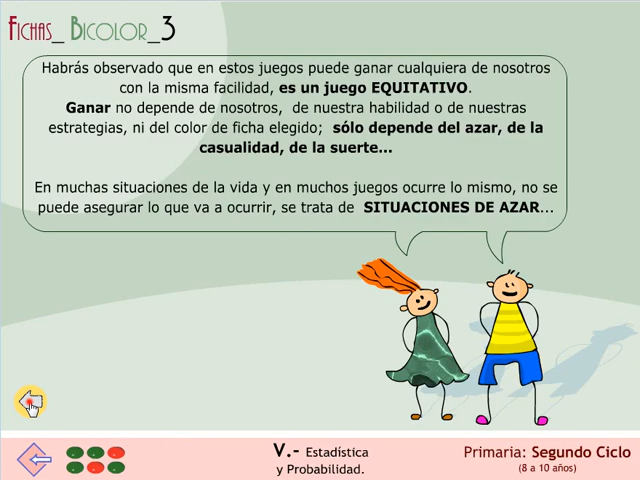 Fichas_ Bicolor_3
Habrás observado que en estos juegos puede ganar cualquiera de nosotros
con la misma facilidad, es un juego EQUITATIVO.
Ganar no depende de nosotros, de nuestra habilidad o de nuestras
estrategias, ni del color de ficha elegido; sólo depende del azar, de la
casualidad, de la suerte...
En muchas situaciones de la vida y en muchos juegos ocurre lo mismo, no se
puede asegurar lo que va a ocurrir, se trata de SITUACIONES DE AZAR...
V.- Estadística
y Probabilidad.
Primaria: Segundo Ciclo
(8 a 10 años)